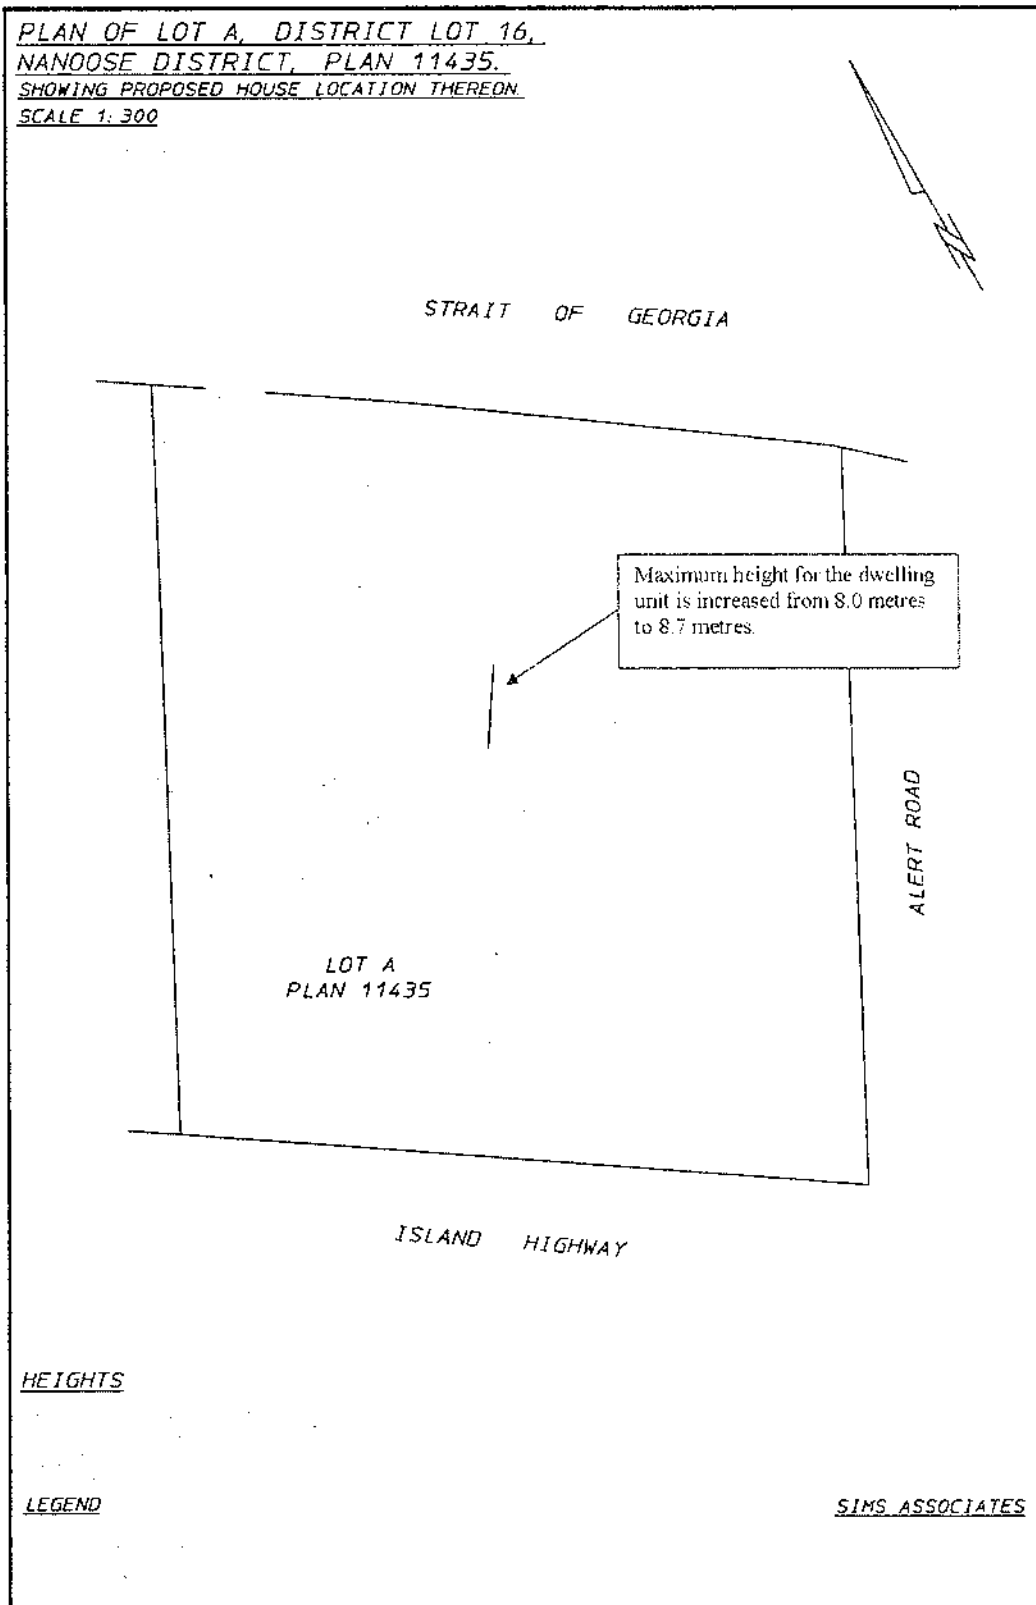 PLAN OF LOT A, DISTRICT LOT 16,
NANOOSE DISTRICT, PLAN 11435.
SHOWING PROPOSED HOUSE LOCATION THEREON.
SCALE 1:300
STRAIT OF GEORGIA
Maximum height for the dwelling
unit is increased from 8.0 metres
to 8.7 metres.
ALERT ROAD
LOT A
PLAN 11435
ISLAND HIGHWAY
HEIGHTS
LEGEND
SIMS ASSOCIATES